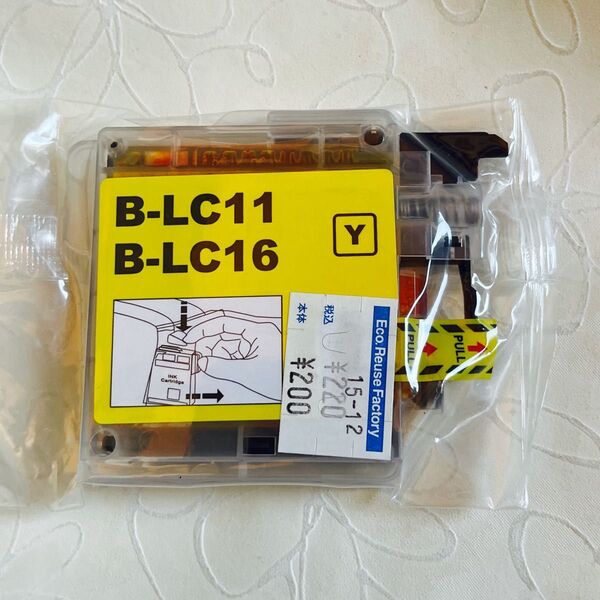 B-LC11
B-LC16
Y
INK
Cartridge
Eco.Reuse Factory
15-12
税込
¥220
本体
¥200
PULL
PULL